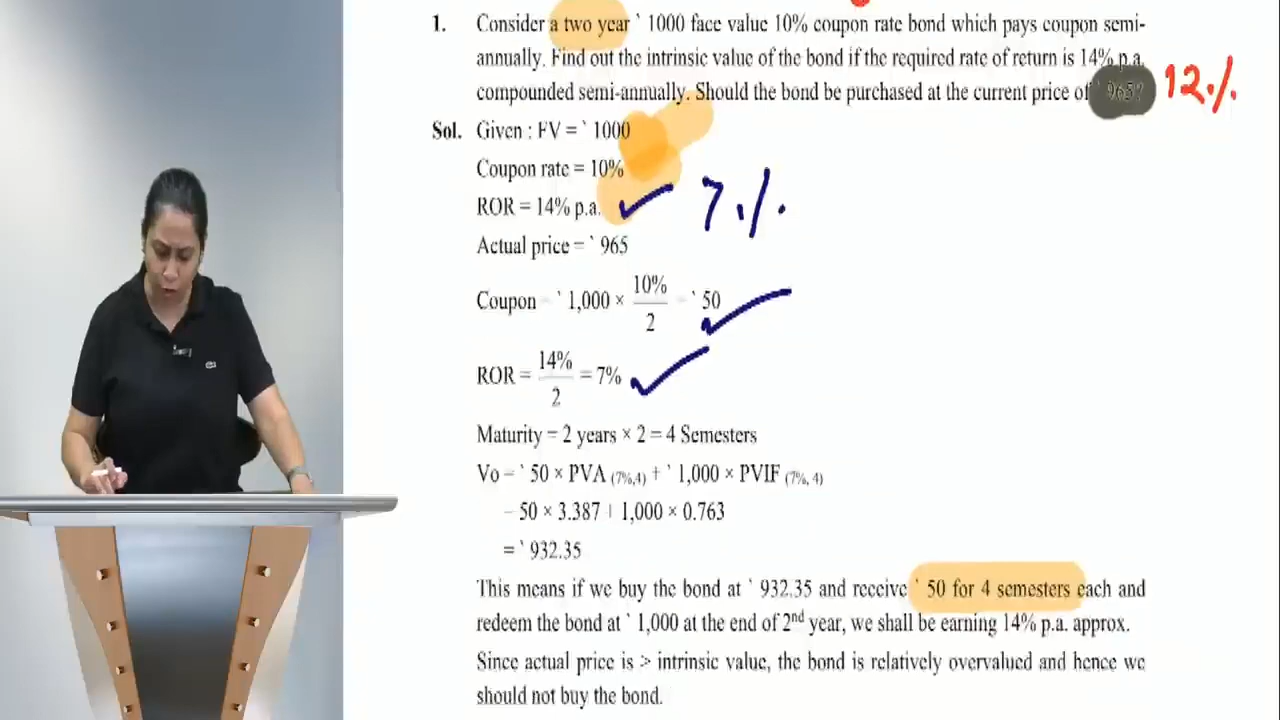 1. Consider a two year ` 1000 face value 10% coupon rate bond which pays coupon semi-
annually. Find out the intrinsic value of the bond if the required rate of return is 14% p.a.
compounded semi-annually. Should the bond be purchased at the current price of ` 965? 12%
Sol. Given : FV = ` 1000
Coupon rate = 10%
ROR = 14% p.a. 7%
Actual price = ` 965
Coupon = ` 1,000 × 10%/2 = ` 50
ROR = 14%/2 = 7%
Maturity = 2 years × 2 = 4 Semesters
Vo = ` 50 × PVA (7%,4) + ` 1,000 × PVIF (7%, 4)
= 50 × 3.387 + 1,000 × 0.763
= ` 932.35
This means if we buy the bond at ` 932.35 and receive ` 50 for 4 semesters each and
redeem the bond at ` 1,000 at the end of 2nd year, we shall be earning 14% p.a. approx.
Since actual price is > intrinsic value, the bond is relatively overvalued and hence we
should not buy the bond.